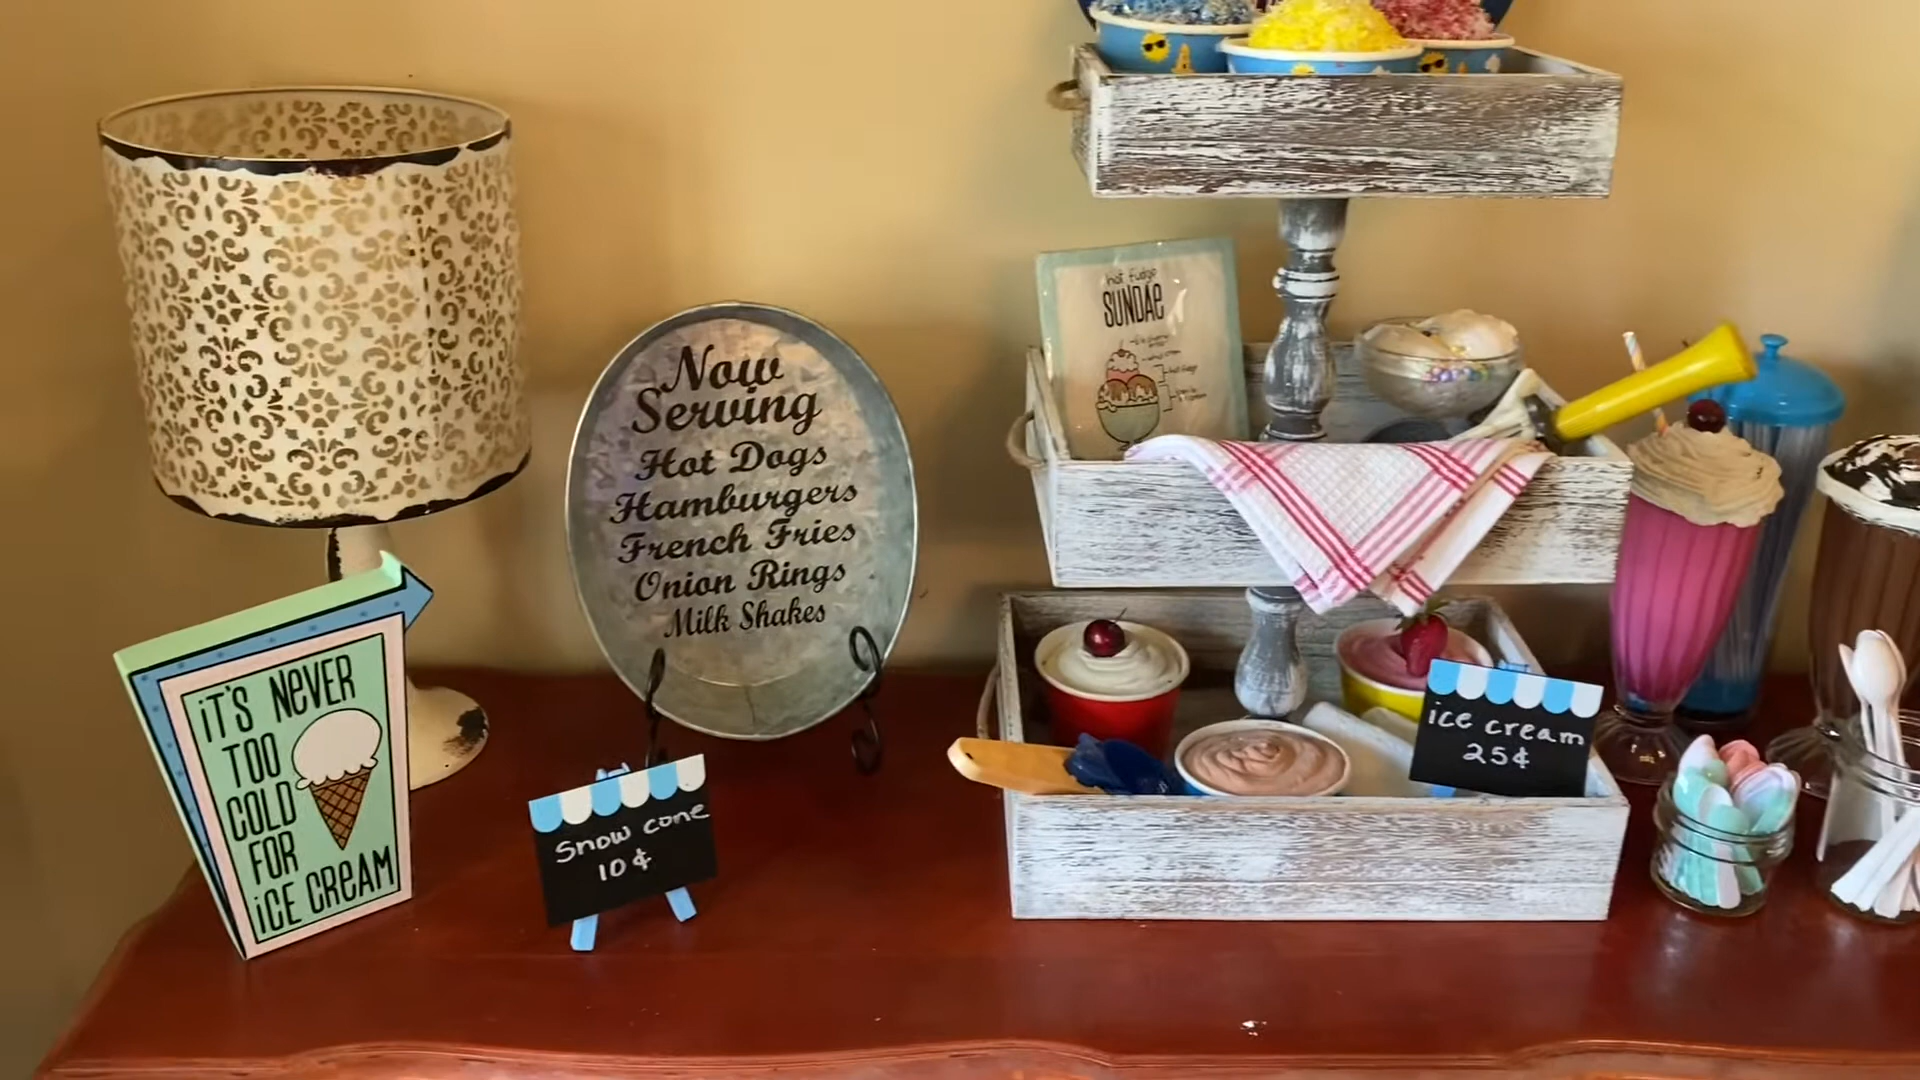 Now
Serving
Hot Dogs
Hamburgers
French Fries
Onion Rings
Milk Shakes
hot fudge
SUNDAE
iT'S NeVER
TOO
COLD
FOR
iCE CReAM
Snow cone
10¢
ice cream
25¢